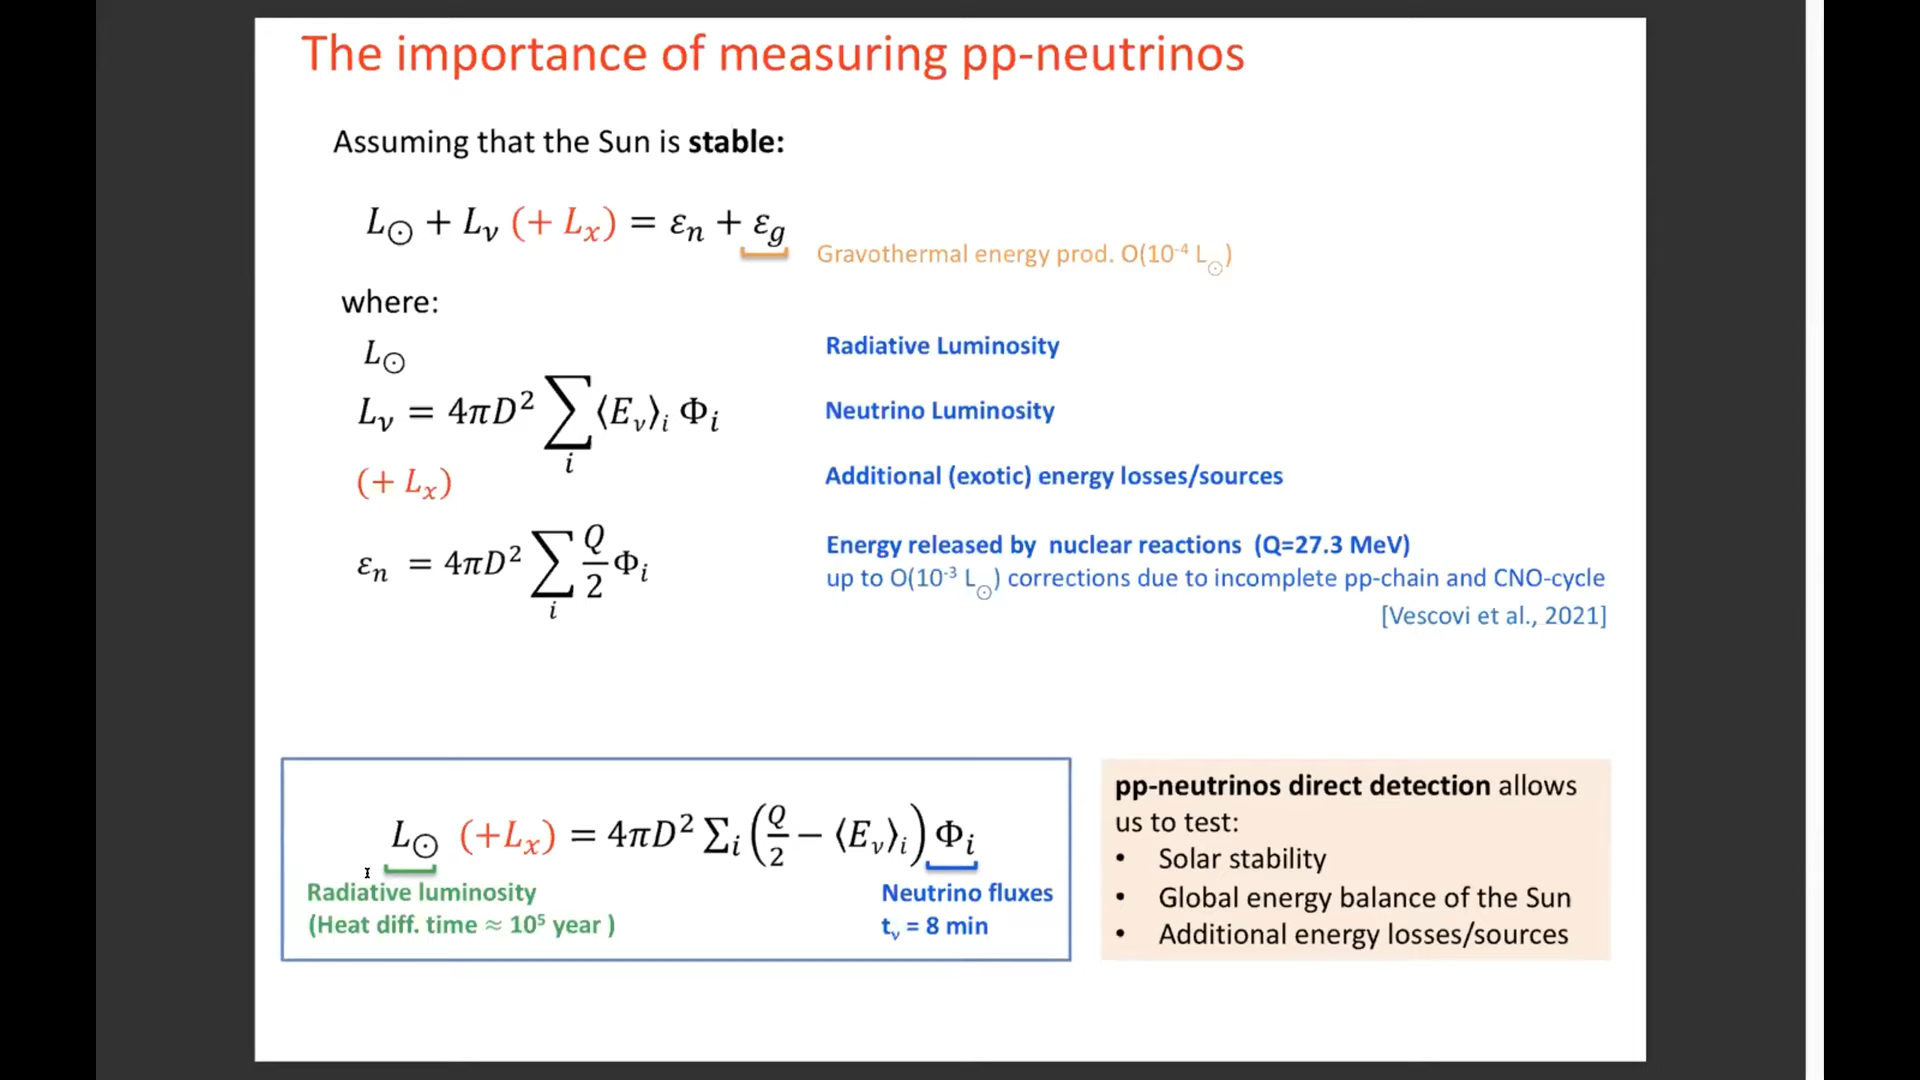 The importance of measuring pp-neutrinos
Assuming that the Sun is stable:
L⊙ + Lν (+ Lx) = εn + εg
Gravothermal energy prod. O(10⁻⁴ L⊙)
where:
L⊙ Radiative Luminosity
Lν = 4πD² ∑i ⟨Eν⟩i Φi Neutrino Luminosity
(+ Lx) Additional (exotic) energy losses/sources
εn = 4πD² ∑i Q/2 Φi Energy released by nuclear reactions (Q=27.3 MeV)
up to O(10⁻³ L⊙) corrections due to incomplete pp-chain and CNO-cycle
[Vescovi et al., 2021]
L⊙ (+Lx) = 4πD² ∑i (Q/2 − ⟨Eν⟩i) Φi
Radiative luminosity
(Heat diff. time ≈ 10⁵ year )
Neutrino fluxes
tν = 8 min
pp-neutrinos direct detection allows
us to test:
• Solar stability
• Global energy balance of the Sun
• Additional energy losses/sources